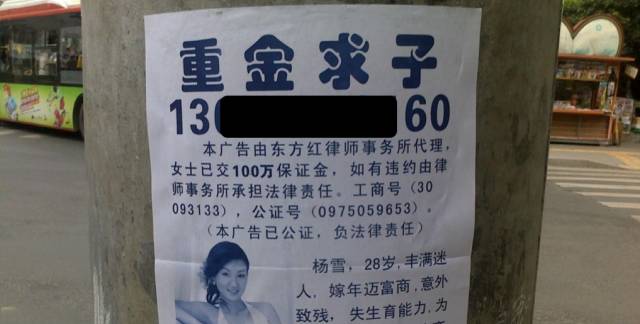 重金求子
130 60
本广告由东方红律师事务所代理,
女士已交100万保证金，如有违约由律
师事务所承担法律责任。工商号（30
093133），公证号（0975059653）。
（本广告已公证，负法律责任）
杨雪，28岁,丰满迷
人，嫁年迈富商,意外
致残，失生育能力,为